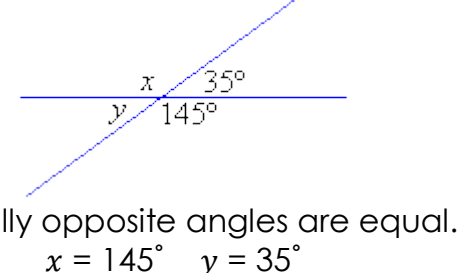 x 35°
y 145°
lly opposite angles are equal.
x = 145° y = 35°